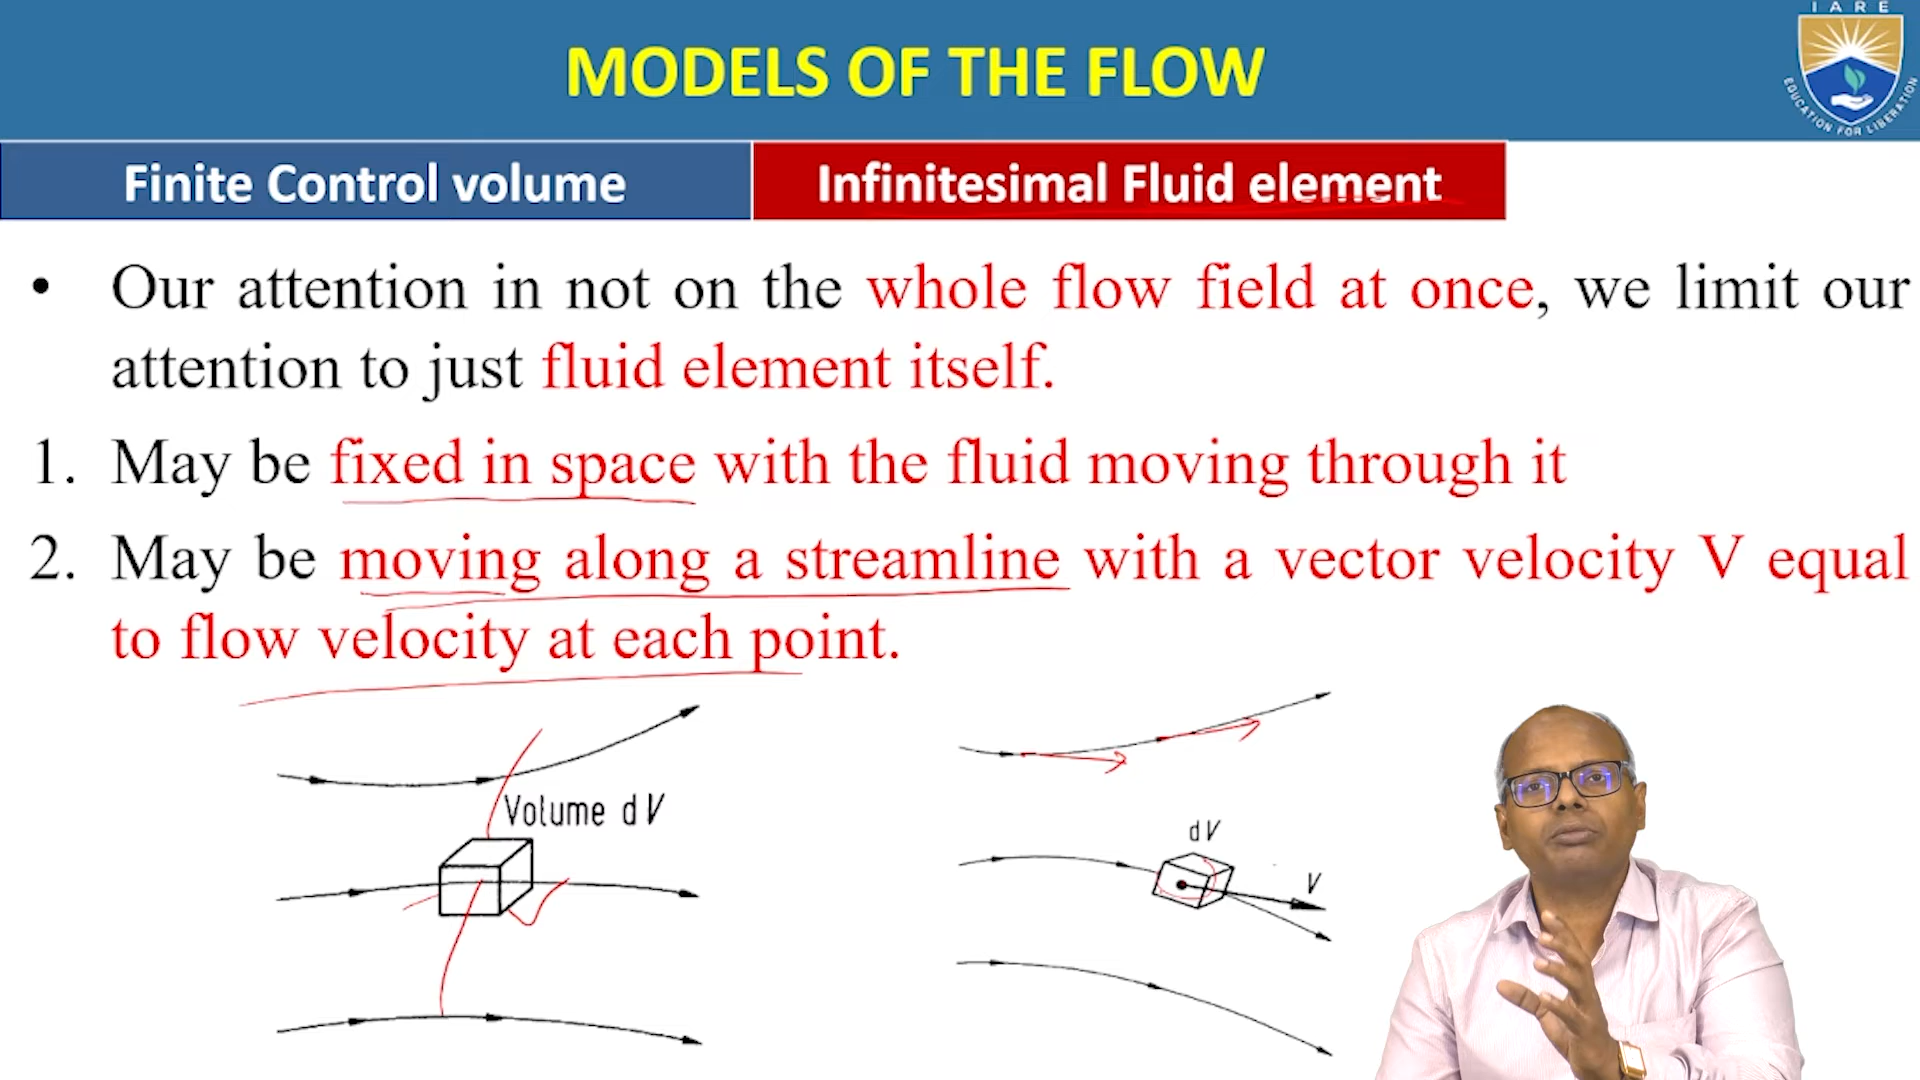 IARE
MODELS OF THE FLOW
EDUCATION FOR LIBERATION
Finite Control volume
Infinitesimal Fluid element
• Our attention in not on the whole flow field at once, we limit our
attention to just fluid element itself.
1. May be fixed in space with the fluid moving through it
2. May be moving along a streamline with a vector velocity V equal
to flow velocity at each point.
Volume dV
dV
V